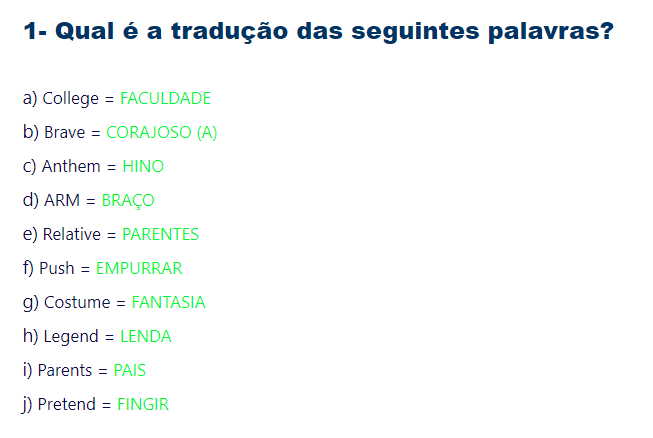 1- Qual é a tradução das seguintes palavras?
a) College = FACULDADE
b) Brave = CORAJOSO (A)
c) Anthem = HINO
d) ARM = BRAÇO
e) Relative = PARENTES
f) Push = EMPURRAR
g) Costume = FANTASIA
h) Legend = LENDA
i) Parents = PAIS
j) Pretend = FINGIR